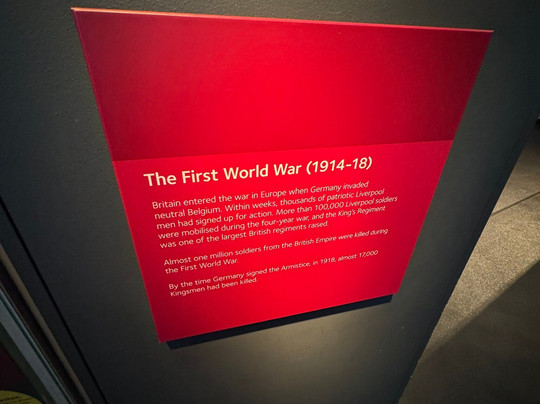 The First World War (1914-18)
Britain entered the war in Europe when Germany invaded
neutral Belgium. Within weeks, thousands of patriotic Liverpool
men had signed up for action. More than 100,000 Liverpool soldiers
were mobilised during the four-year war, and the King's Regiment
was one of the largest British regiments raised.
Almost one million soldiers from the British Empire were killed during
the First World War.
By the time Germany signed the Armistice, in 1918, almost 17,000
Kingsmen had been killed.